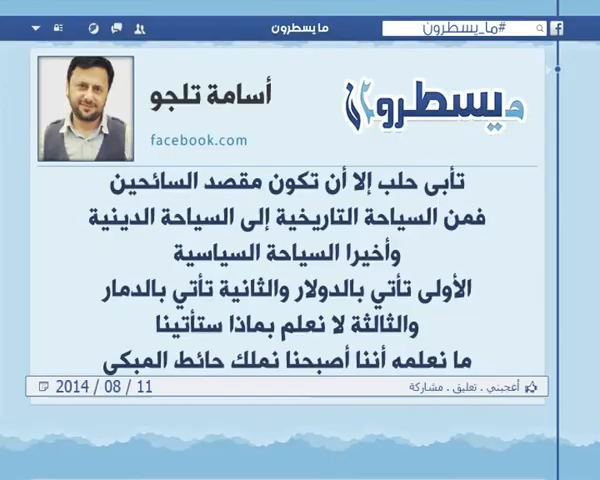 ما يسطرون
#ما_يسطرون
ما يسطرون
أسامة تلجو
facebook.com
تأبى حلب إلا أن تكون مقصد السائحين
فمن السياحة التاريخية إلى السياحة الدينية
وأخيرا السياحة السياسية
الأولى تأتي بالدولار والثانية تأتي بالدمار
والثالثة لا نعلم بماذا ستأتينا
ما نعلمه أننا أصبحنا نملك حائط المبكى
أعجبني . تعليق . مشاركة
2014 / 08 / 11